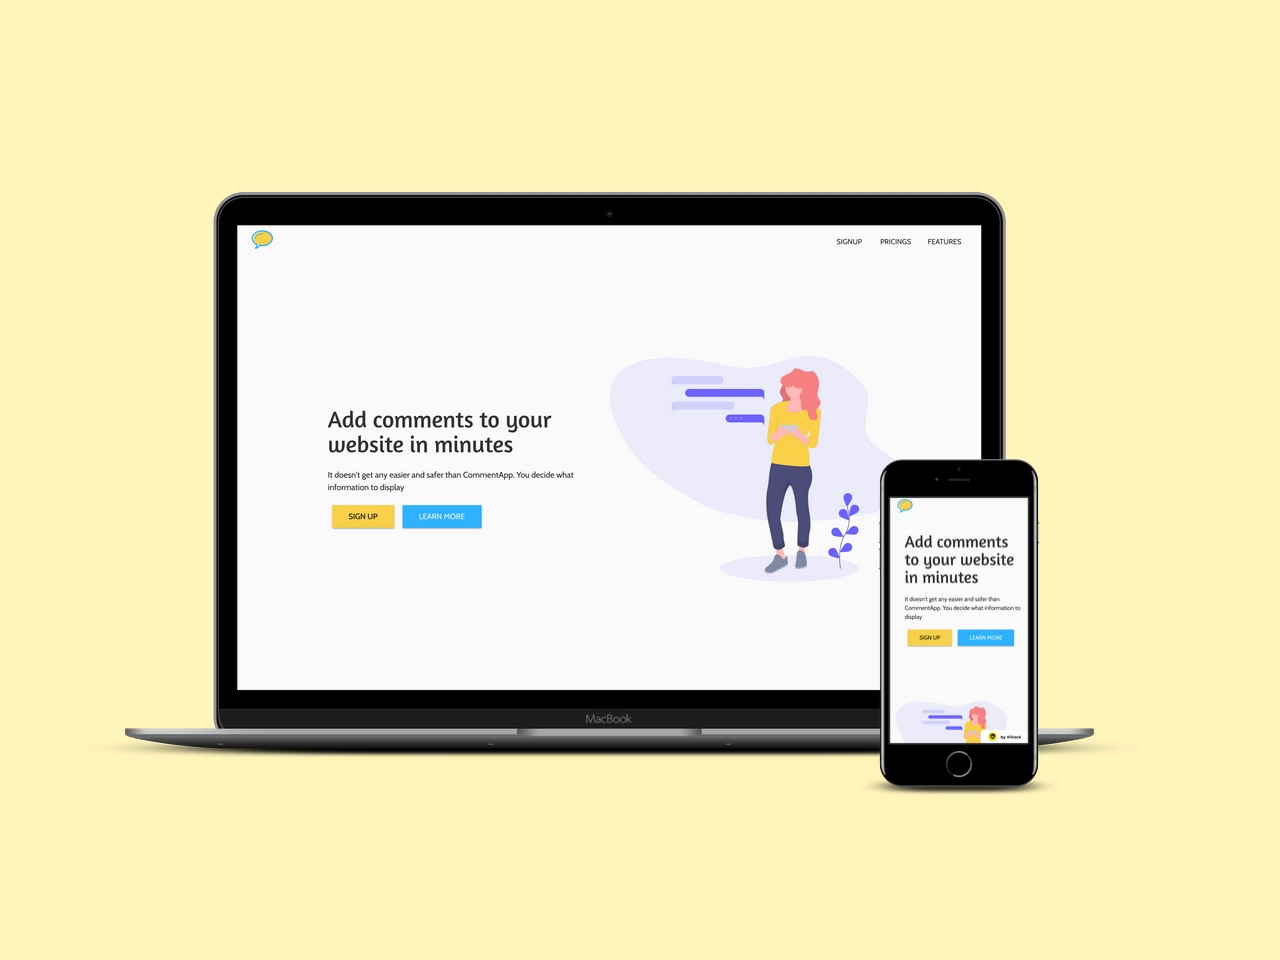 SIGNUP PRICINGS FEATURES
Add comments to your
website in minutes
It doesn't get any easier and safer than CommentApp. You decide what
information to display
SIGN UP LEARN MORE
MacBook
Add comments
to your website
in minutes
It doesn't get any easier and safer than
CommentApp. You decide what information to
display
SIGN UP LEARN MORE